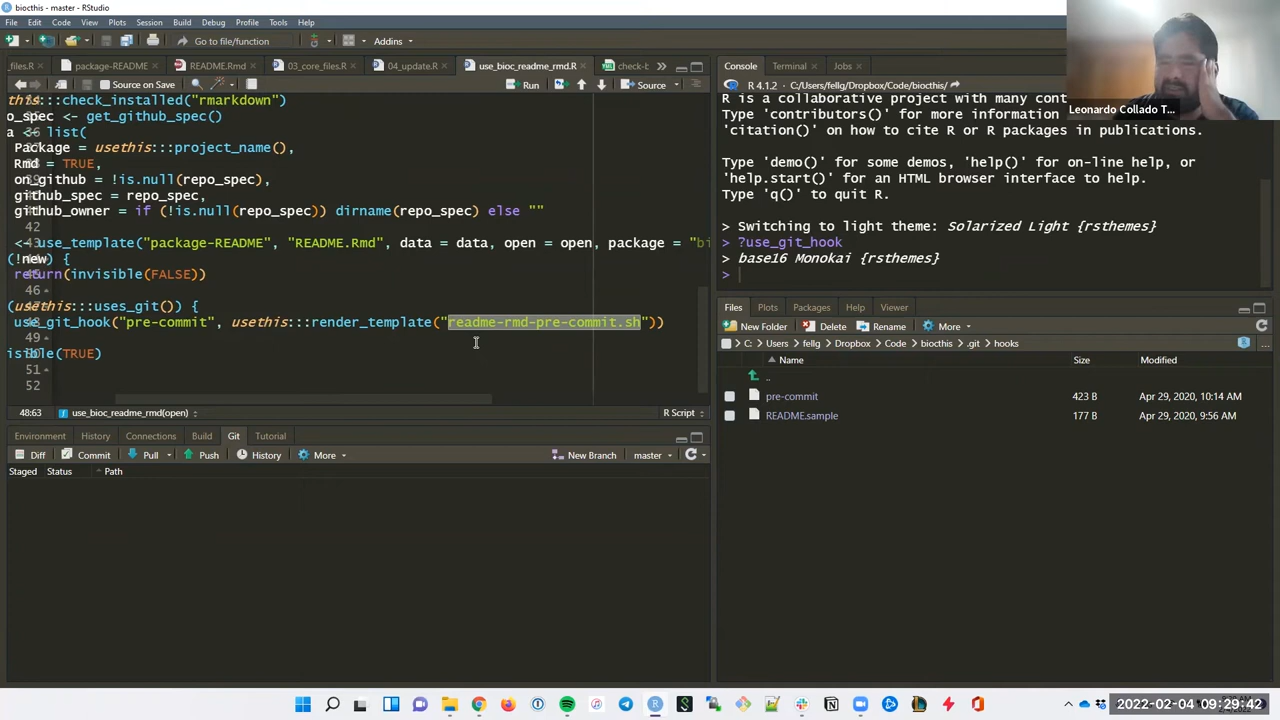 biocthis - master - RStudio
File Edit Code View Plots Session Build Debug Profile Tools Help
Go to file/function Addins
_files.R package-README README.Rmd 03_core_files.R 04_update.R use_bioc_readme_rmd.R check-b
Source on Save Run Source
this:::check_installed("rmarkdown")
o_spec <- get_github_spec()
a <- list(
Package = usethis:::project_name(),
Rmd = TRUE,
on_github = !is.null(repo_spec),
github_spec = repo_spec,
github_owner = if (!is.null(repo_spec)) dirname(repo_spec) else ""
42
<- use_template("package-README", "README.Rmd", data = data, open = open, package = "bi
(!new) {
return(invisible(FALSE))
(usethis:::uses_git()) {
use_git_hook("pre-commit", usethis:::render_template("readme-rmd-pre-commit.sh"))
49
isible(TRUE)
51
52
48:63 use_bioc_readme_rmd(open) R Script
Environment History Connections Build Git Tutorial
Diff Commit Pull Push History More New Branch master
Staged Status Path
Console Terminal Jobs
R 4.1.2 · C:/Users/fellg/Dropbox/Code/biocthis/
R is a collaborative project with many cont
Type 'contributors()' for more information
'citation()' on how to cite R or R packages in publications.
Type 'demo()' for some demos, 'help()' for on-line help, or
'help.start()' for an HTML browser interface to help.
Type 'q()' to quit R.
> Switching to light theme: Solarized Light {rsthemes}
> ?use_git_hook
> base16 Monokai {rsthemes}
>
Files Plots Packages Help Viewer
New Folder Delete Rename More
C: Users fellg Dropbox Code biocthis .git hooks
Name Size Modified
..
pre-commit 423 B Apr 29, 2020, 10:14 AM
README.sample 177 B Apr 29, 2020, 9:56 AM
Leonardo Collado T...
2022-02-04 09:29:42